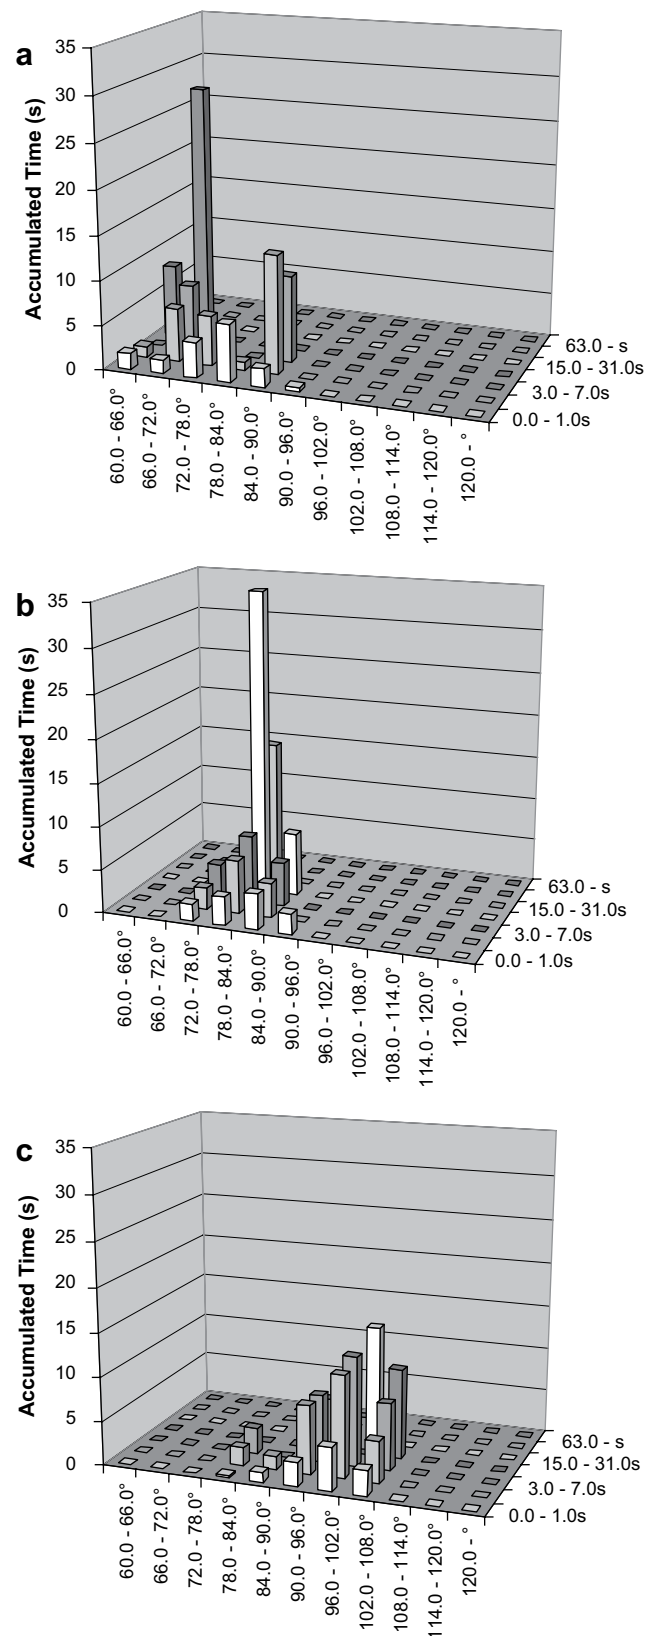 a
Accumulated Time (s)
35
30
25
20
15
10
5
0
60.0 - 66.0°
66.0 - 72.0°
72.0 - 78.0°
78.0 - 84.0°
84.0 - 90.0°
90.0 - 96.0°
96.0 - 102.0°
102.0 - 108.0°
108.0 - 114.0°
114.0 - 120.0°
120.0 - °
63.0 - s
15.0 - 31.0s
3.0 - 7.0s
0.0 - 1.0s
b
Accumulated Time (s)
35
30
25
20
15
10
5
0
60.0 - 66.0°
66.0 - 72.0°
72.0 - 78.0°
78.0 - 84.0°
84.0 - 90.0°
90.0 - 96.0°
96.0 - 102.0°
102.0 - 108.0°
108.0 - 114.0°
114.0 - 120.0°
120.0 - °
63.0 - s
15.0 - 31.0s
3.0 - 7.0s
0.0 - 1.0s
c
Accumulated Time (s)
35
30
25
20
15
10
5
0
60.0 - 66.0°
66.0 - 72.0°
72.0 - 78.0°
78.0 - 84.0°
84.0 - 90.0°
90.0 - 96.0°
96.0 - 102.0°
102.0 - 108.0°
108.0 - 114.0°
114.0 - 120.0°
120.0 - °
63.0 - s
15.0 - 31.0s
3.0 - 7.0s
0.0 - 1.0s